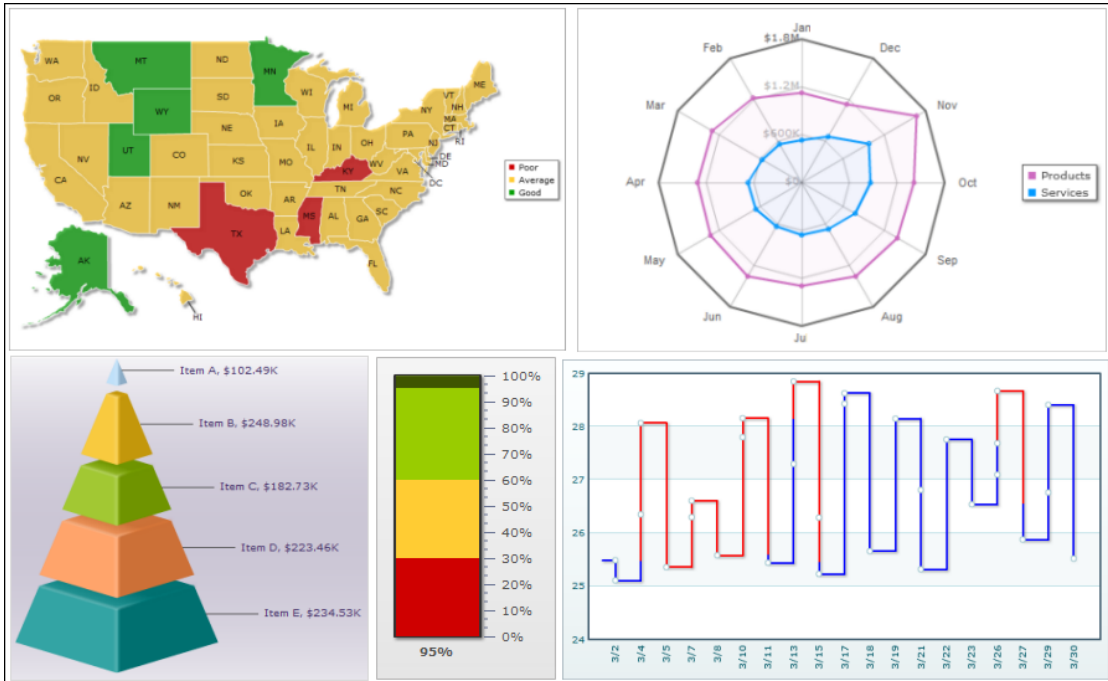 WA
MT
ND
MN
ME
OR
ID
SD
WI
VT
NH
NY
MI
MA
CT
RI
WY
NE
IA
PA
NJ
NV
UT
CO
KS
MO
IL
IN
OH
WV
VA
DE
MD
DC
CA
KY
AZ
NM
OK
AR
TN
NC
SC
TX
LA
MS
AL
GA
FL
AK
HI
Poor
Average
Good
Jan
Feb
Dec
Mar
Nov
Apr
Oct
May
Sep
Jun
Aug
Jul
$1.8M
$1.2M
$600K
Products
Services
Item A, $102.49K
Item B, $248.98K
Item C, $182.73K
Item D, $223.46K
Item E, $234.53K
100%
90%
80%
70%
60%
50%
40%
30%
20%
10%
0%
95%
29
28
27
26
25
24
3/2
3/4
3/5
3/7
3/8
3/10
3/11
3/13
3/15
3/17
3/18
3/19
3/21
3/22
3/23
3/26
3/27
3/29
3/30